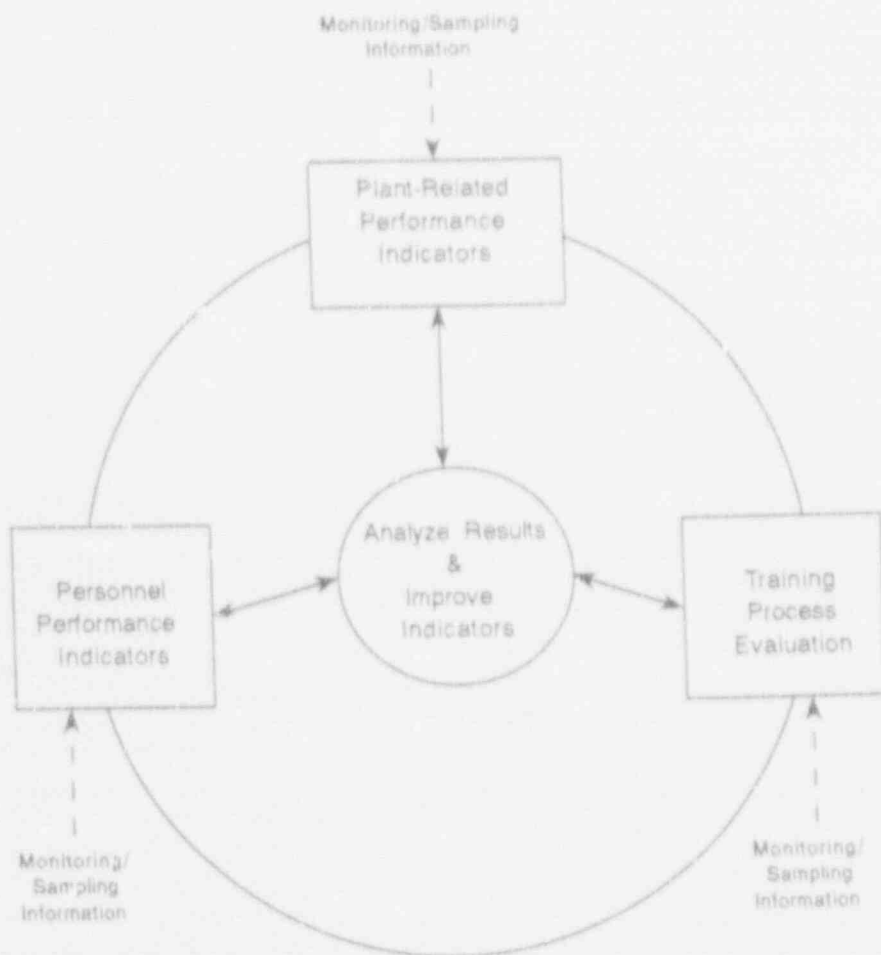 Monitoring/Sampling
Information
Plant-Related
Performance
Indicators
Analyze Results
&
Improve
Indicators
Personnel
Performance
Indicators
Training
Process
Evaluation
Monitoring/
Sampling
Information
Monitoring/
Sampling
Information